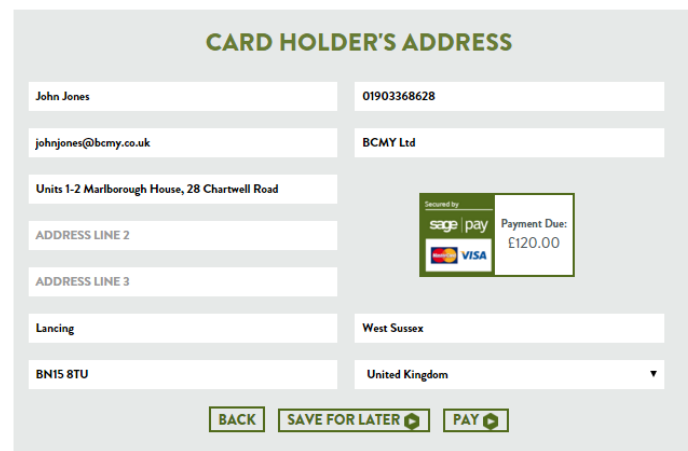 CARD HOLDER'S ADDRESS
John Jones
01903368628
johnjones@bcmy.co.uk
BCMY Ltd
Units 1-2 Marlborough House, 28 Chartwell Road
Secured by
sage pay
VISA
Payment Due:
£120.00
ADDRESS LINE 2
ADDRESS LINE 3
Lancing
West Sussex
BN15 8TU
United Kingdom
BACK
SAVE FOR LATER
PAY